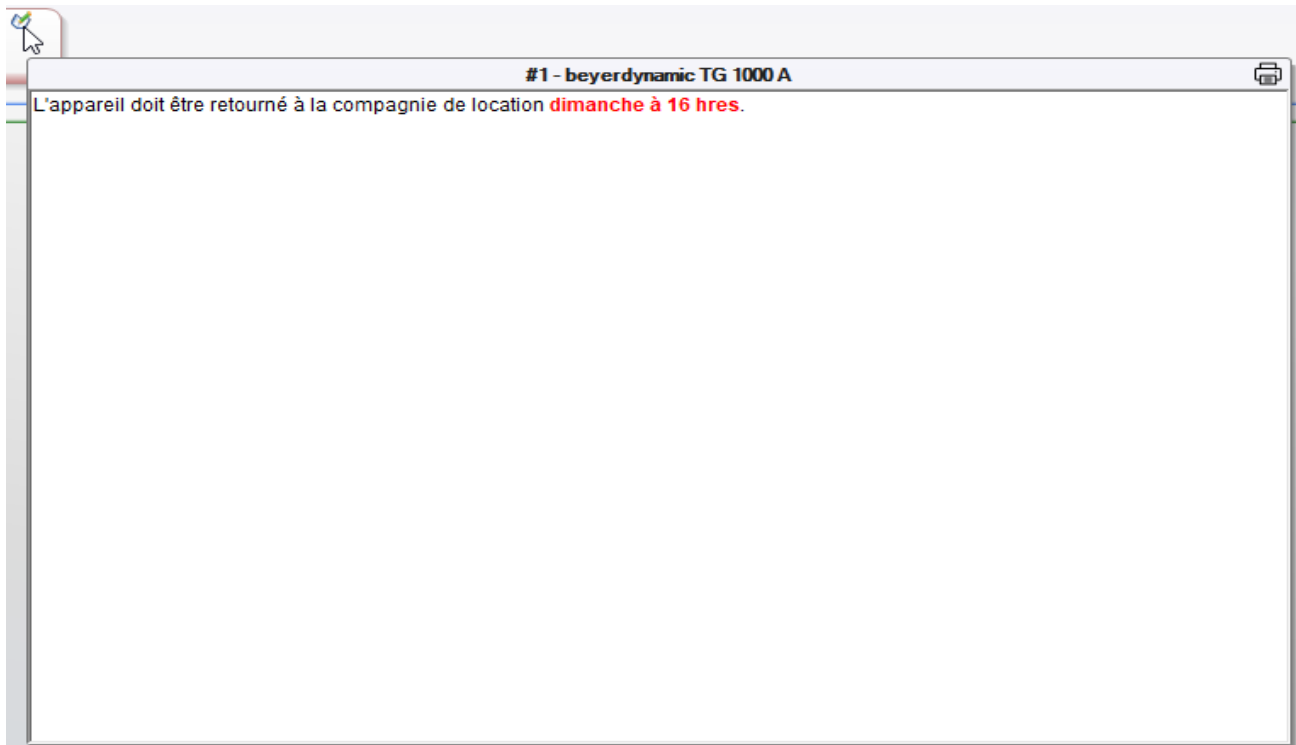 #1 - beyerdynamic TG 1000 A
L'appareil doit être retourné à la compagnie de location dimanche à 16 hres.